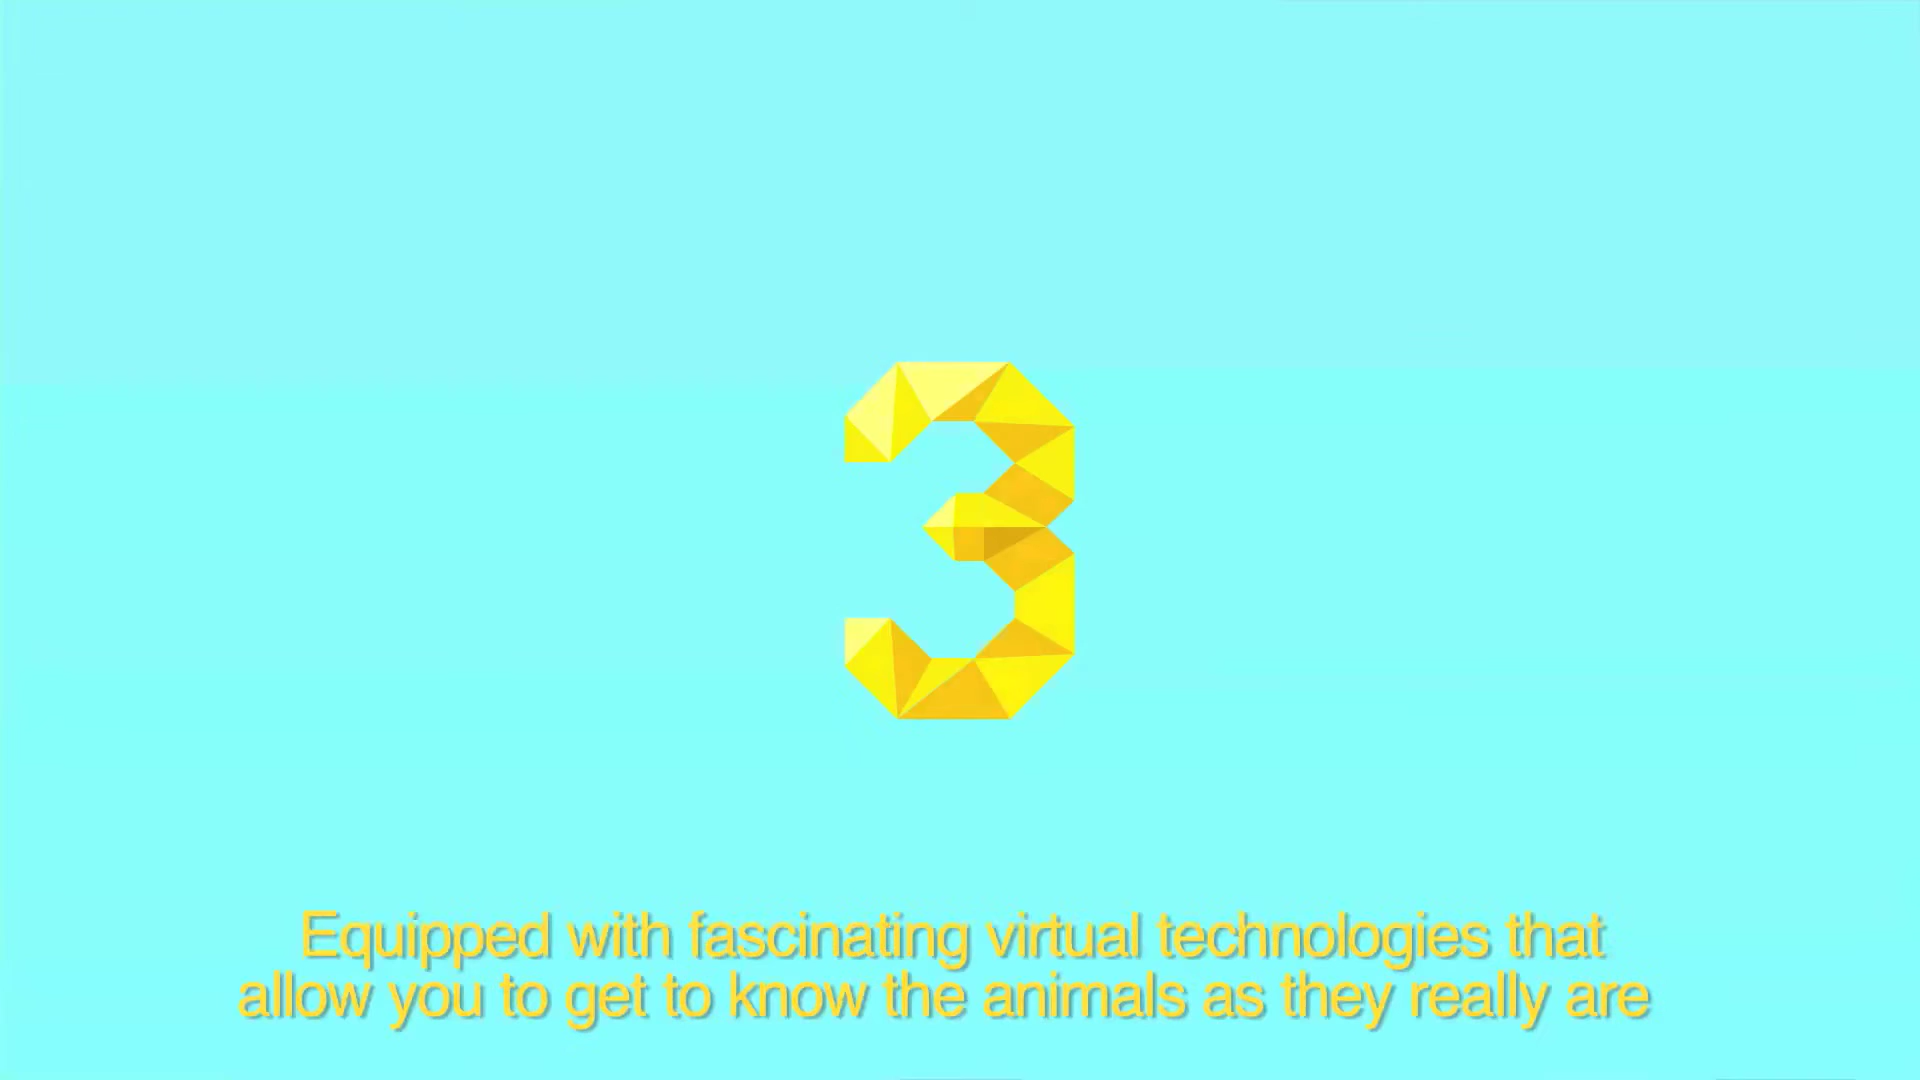 3
Equipped with fascinating virtual technologies that
allow you to get to know the animals as they really are